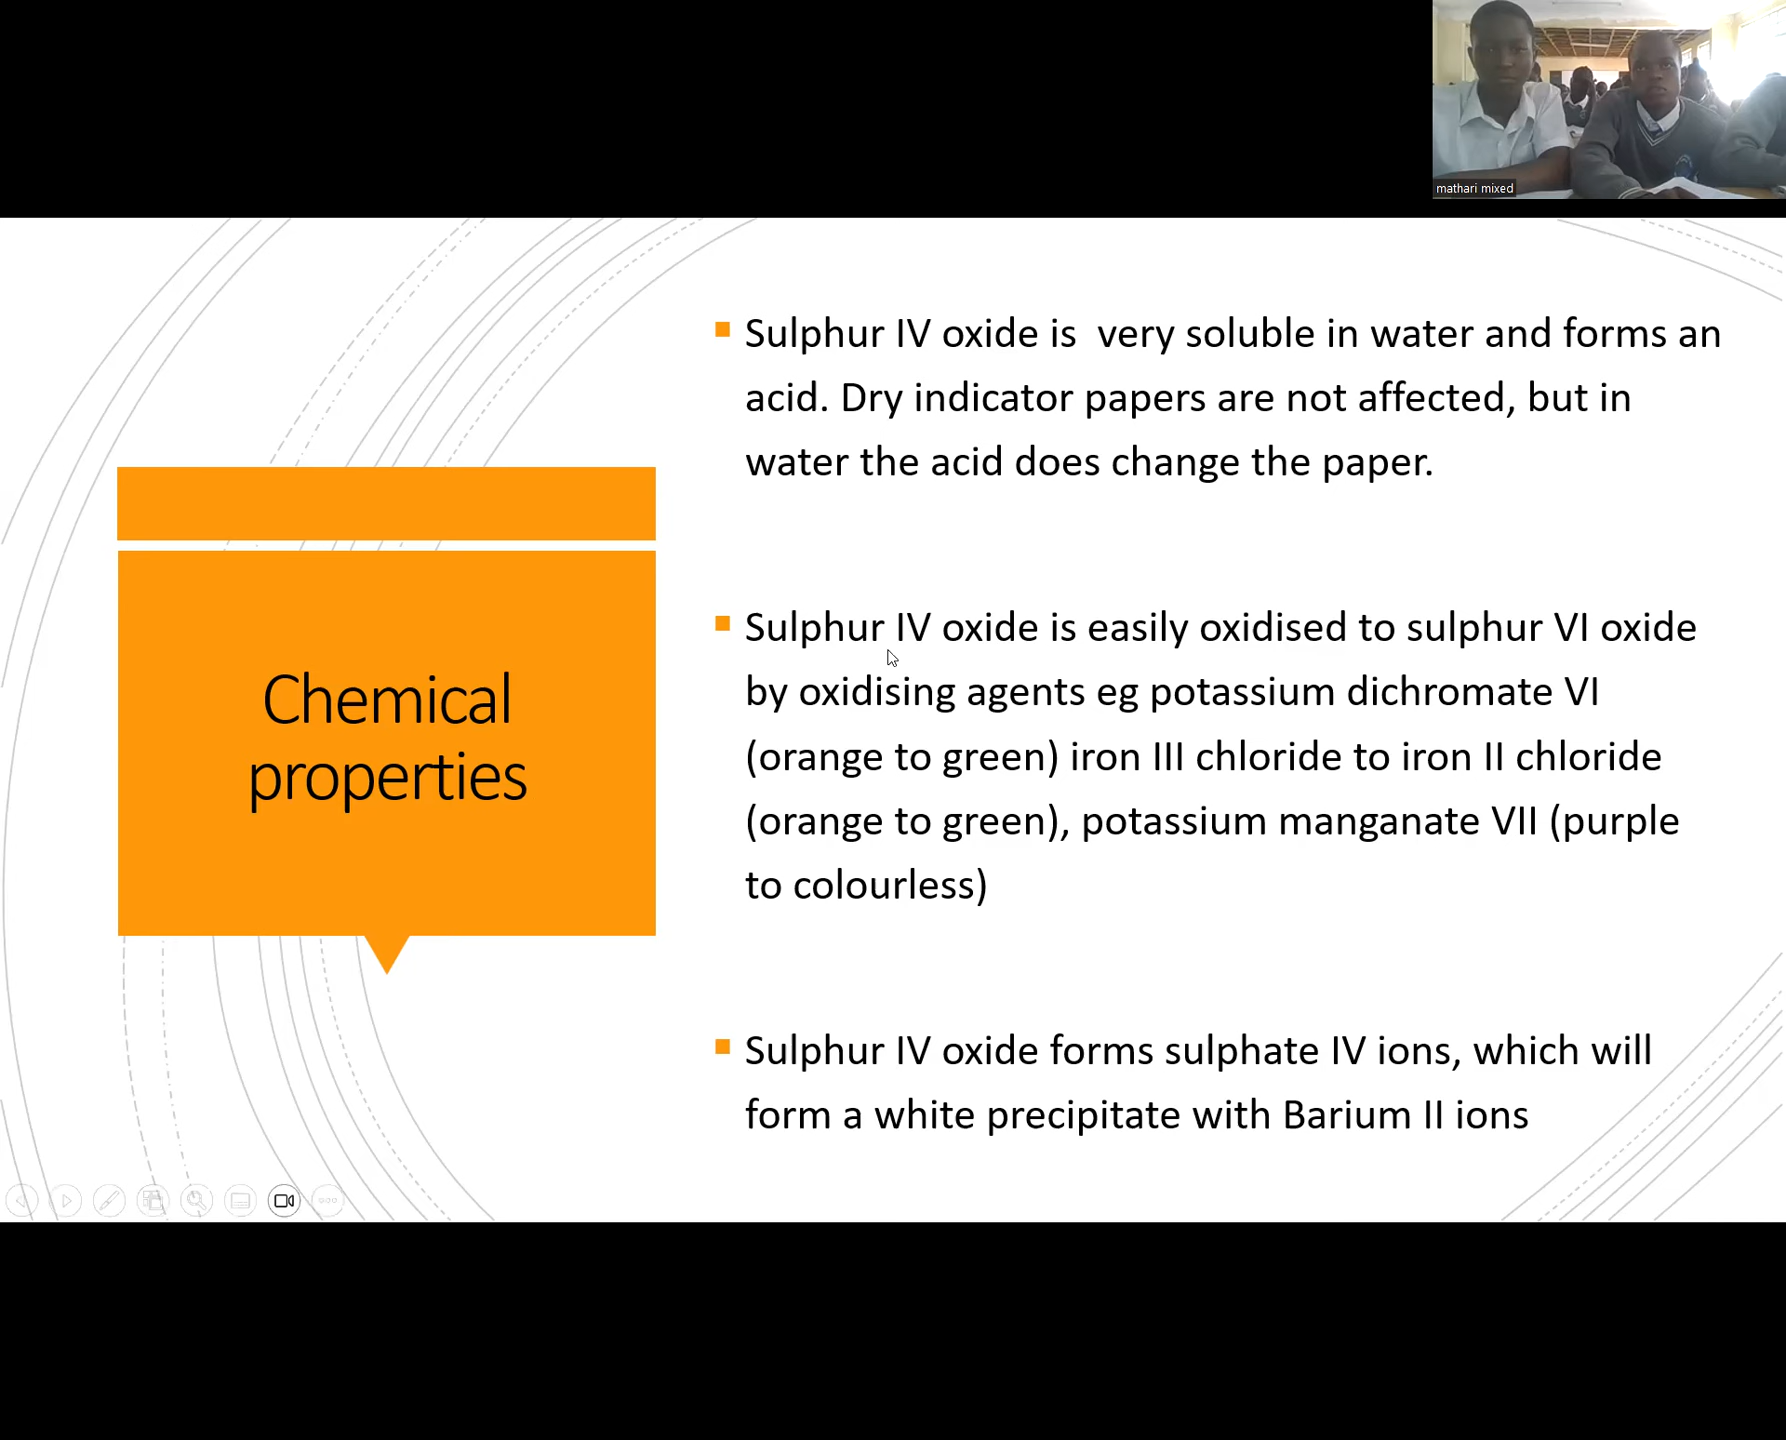 mathari mixed
Chemical
properties
Sulphur IV oxide is  very soluble in water and forms an
acid. Dry indicator papers are not affected, but in
water the acid does change the paper.
Sulphur IV oxide is easily oxidised to sulphur VI oxide
by oxidising agents eg potassium dichromate VI
(orange to green) iron III chloride to iron II chloride
(orange to green), potassium manganate VII (purple
to colourless)
Sulphur IV oxide forms sulphate IV ions, which will
form a white precipitate with Barium II ions